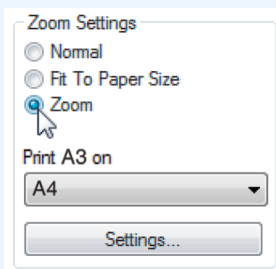 Zoom Settings
Normal
Fit To Paper Size
Zoom
Print A3 on
A4
Settings...